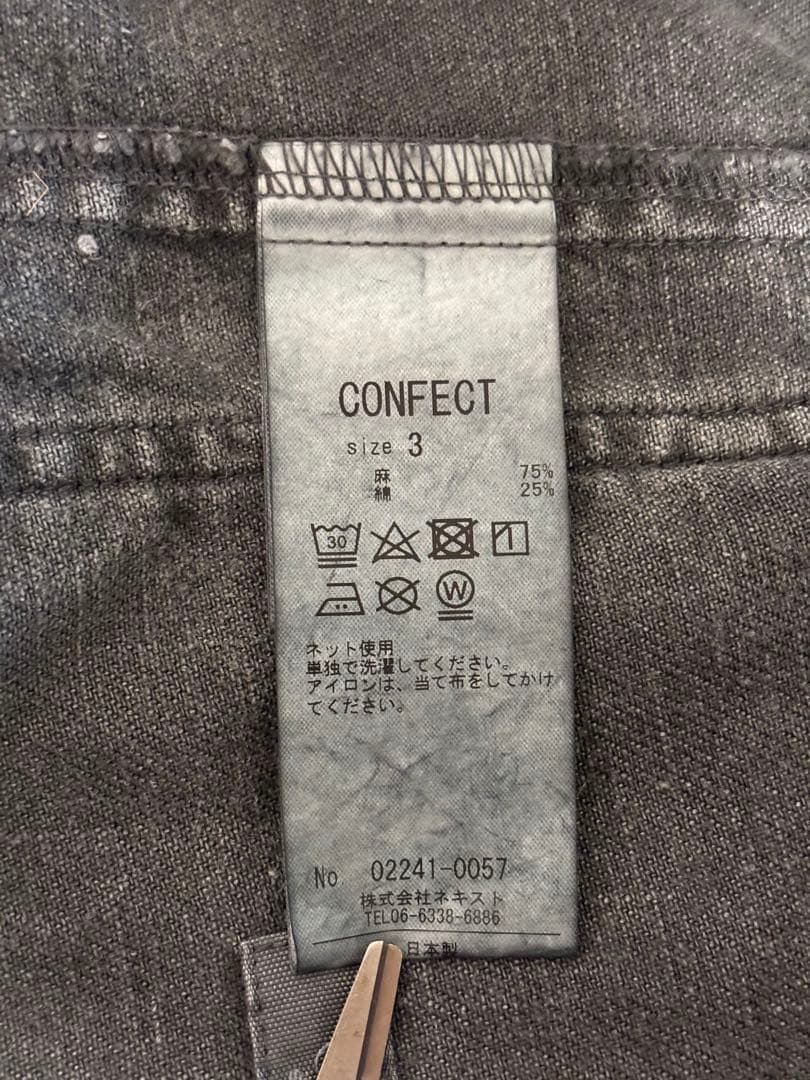 CONFECT
size 3
麻 75%
綿 25%
30
W
ネット使用
単独で洗濯してください。
アイロンは、当て布をしてかけ
てください。
No 02241-0057
株式会社ネキスト
TEL06-6338-6886
日本製